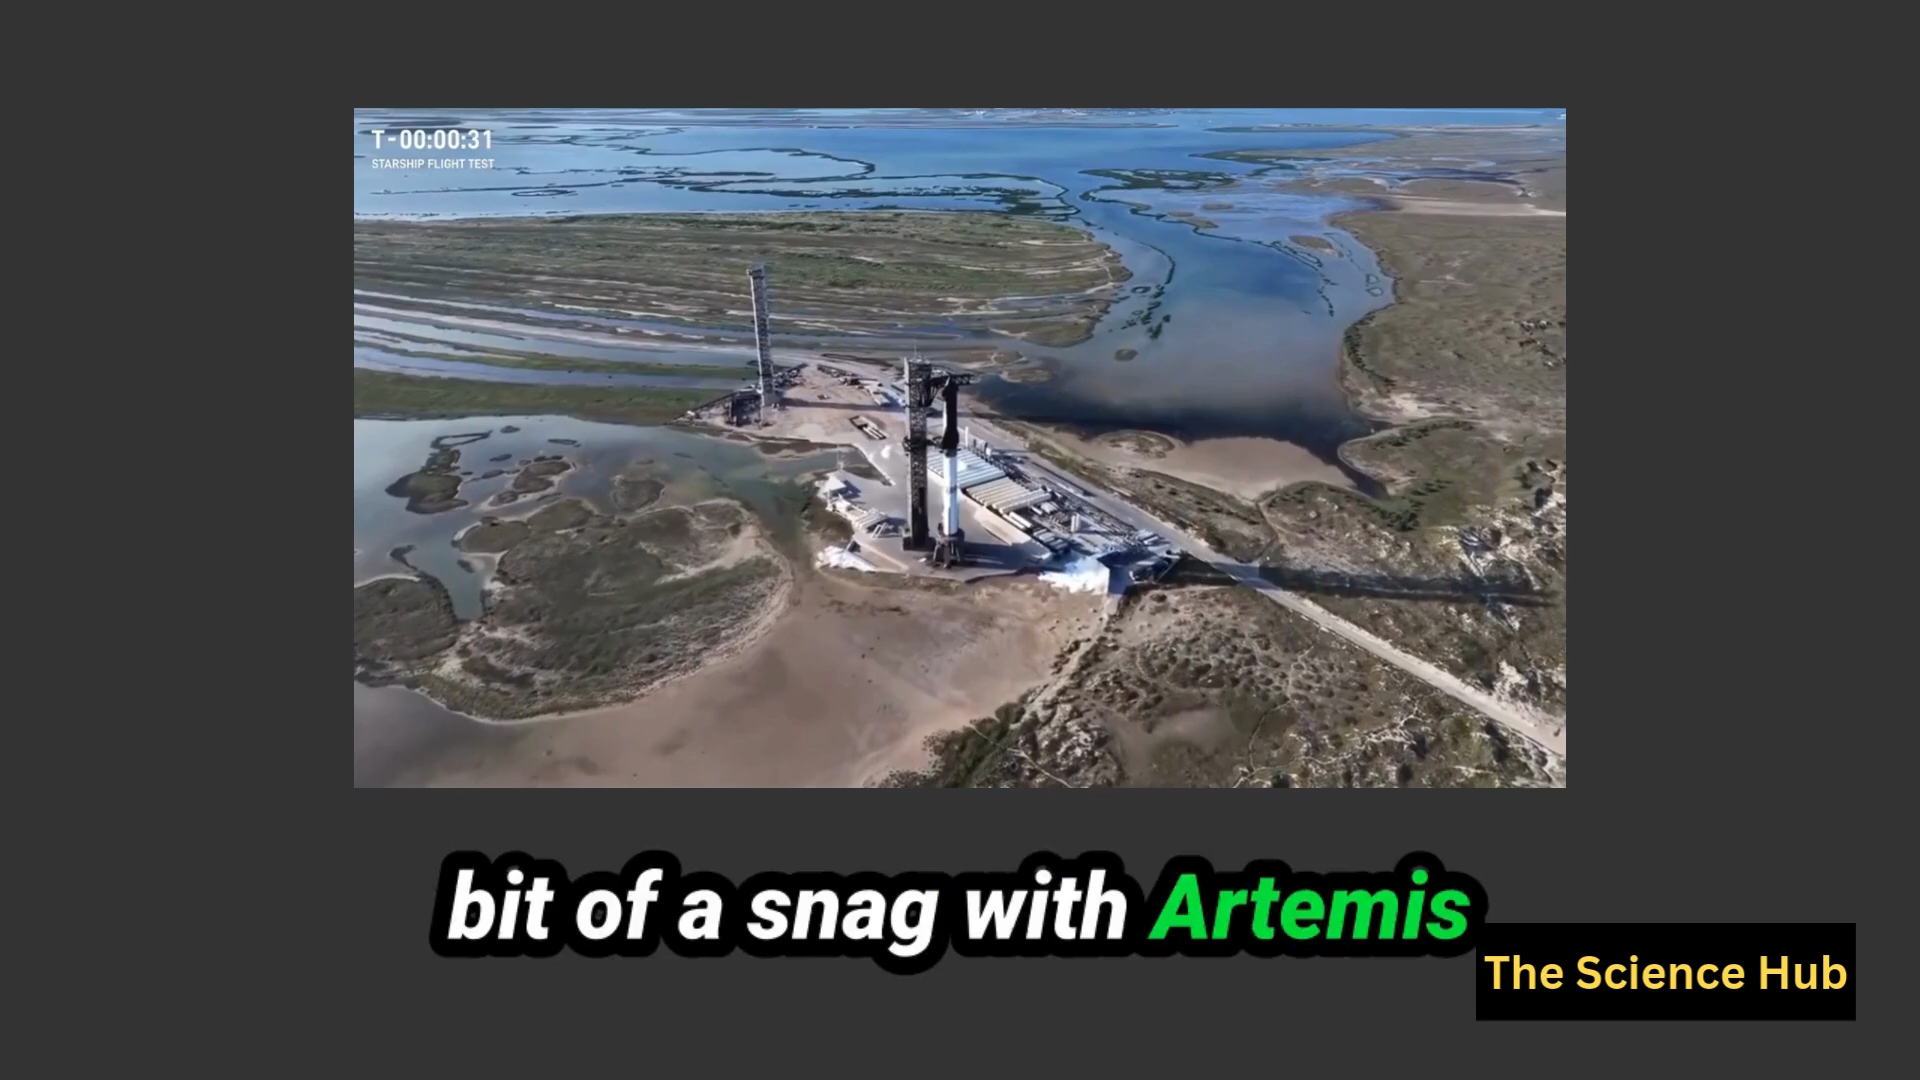 T-00:00:31
STARSHIP FLIGHT TEST
bit of a snag with Artemis
The Science Hub